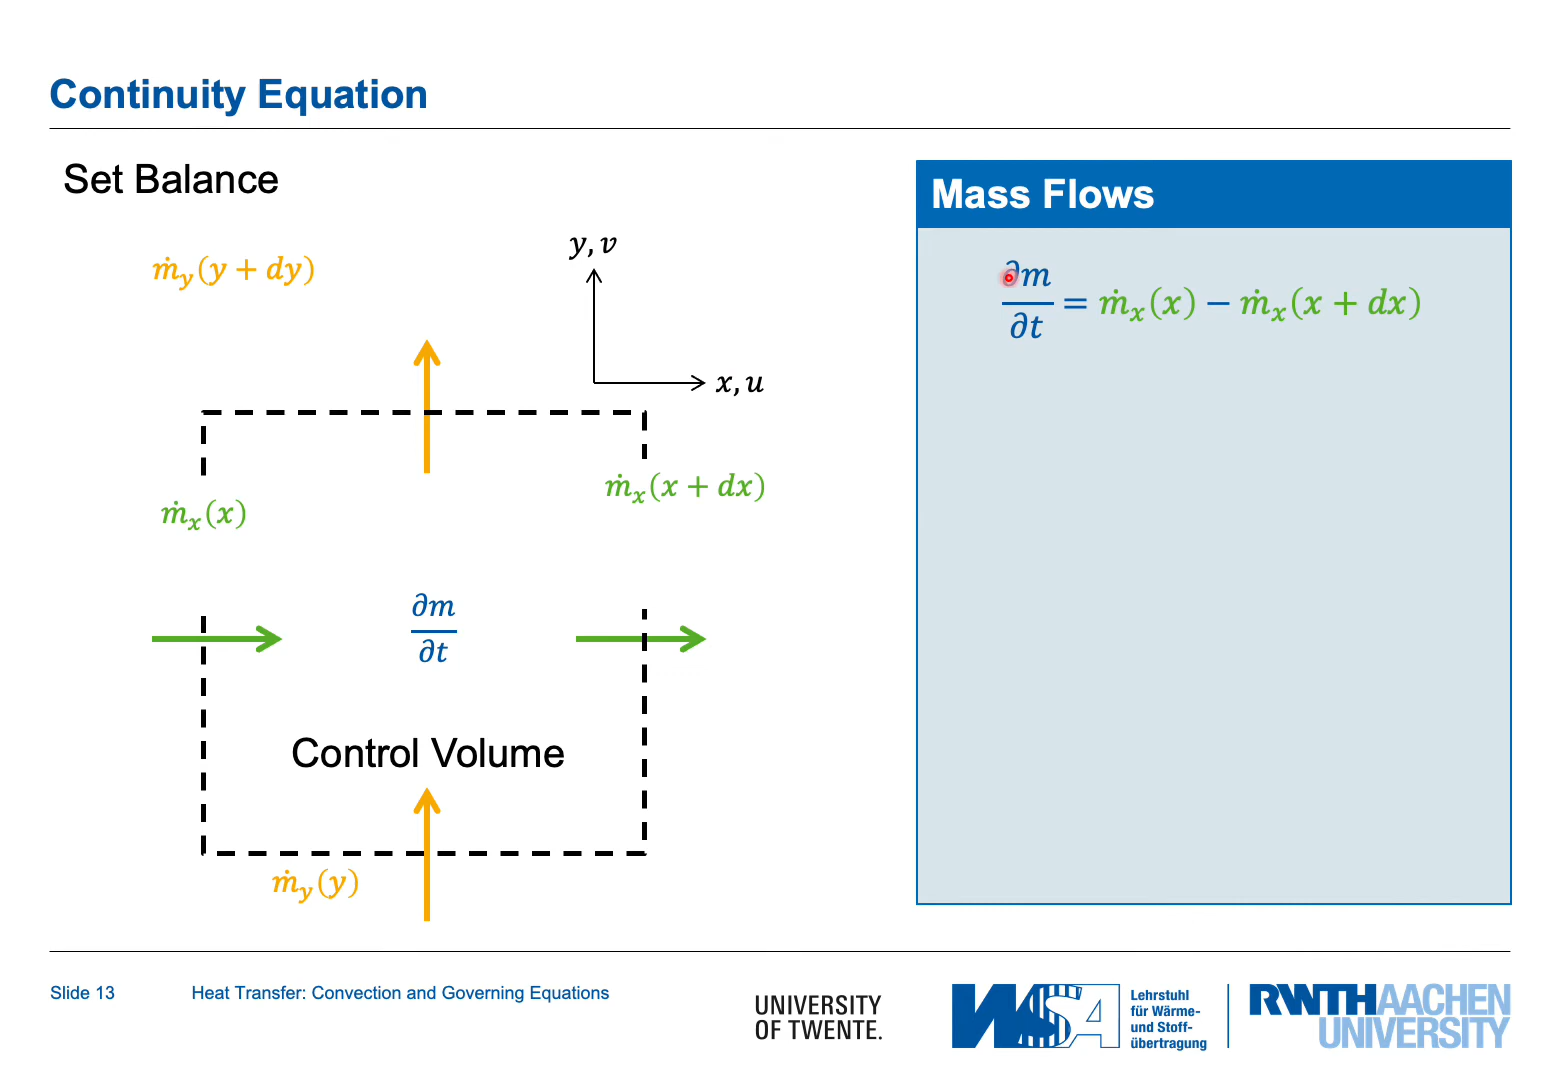 Continuity Equation
Set Balance
Mass Flows
ṁ_y(y + dy)
y, v
x, u
∂m/∂t = ṁ_x(x) − ṁ_x(x + dx)
ṁ_x(x)
ṁ_x(x + dx)
∂m/∂t
Control Volume
ṁ_y(y)
Slide 13
Heat Transfer: Convection and Governing Equations
UNIVERSITY
OF TWENTE.
WSA
Lehrstuhl
für Wärme-
und Stoff-
übertragung
RWTH AACHEN
UNIVERSITY